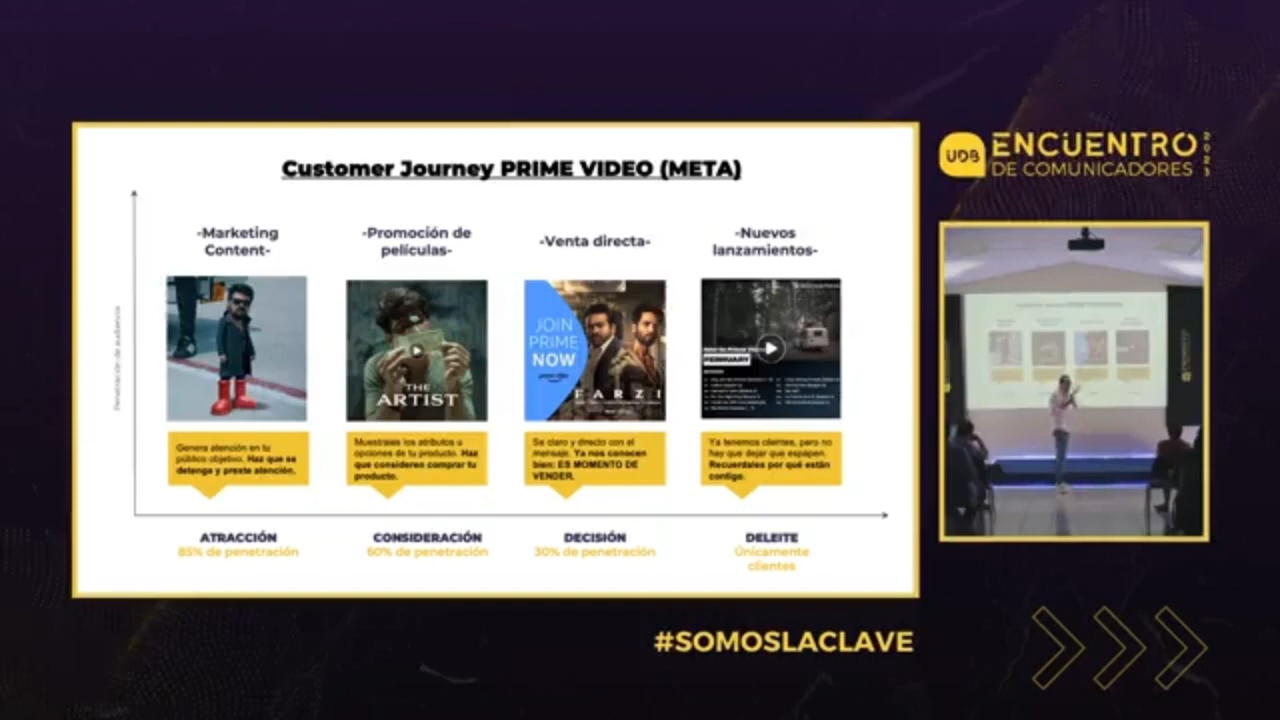 Customer Journey PRIME VIDEO (META)
-Marketing
Content-
-Promoción de
películas-
-Venta directa-
-Nuevos
lanzamientos-
Penetración de audiencia
THE
ARTIST
JOIN
PRIME
NOW
prime video
FARZI
FEBRUARY
Genera atención en tu
público objetivo. Haz que se
detenga y preste atención.
Muestrales los atributos u
opciones de tu producto. Haz
que consideren comprar tu
producto.
Se claro y directo con el
mensaje. Ya nos conocen
bien: ES MOMENTO DE
VENDER.
Ya tenemos clientes, pero no
hay que dejar que espapen.
Recuerdales por qué están
contigo.
ATRACCIÓN
85% de penetración
CONSIDERACIÓN
60% de penetración
DECISIÓN
30% de penetración
DELEITE
Únicamente
clientes
UDB
ENCUENTRO
DE COMUNICADORES
#SOMOSLACLAVE